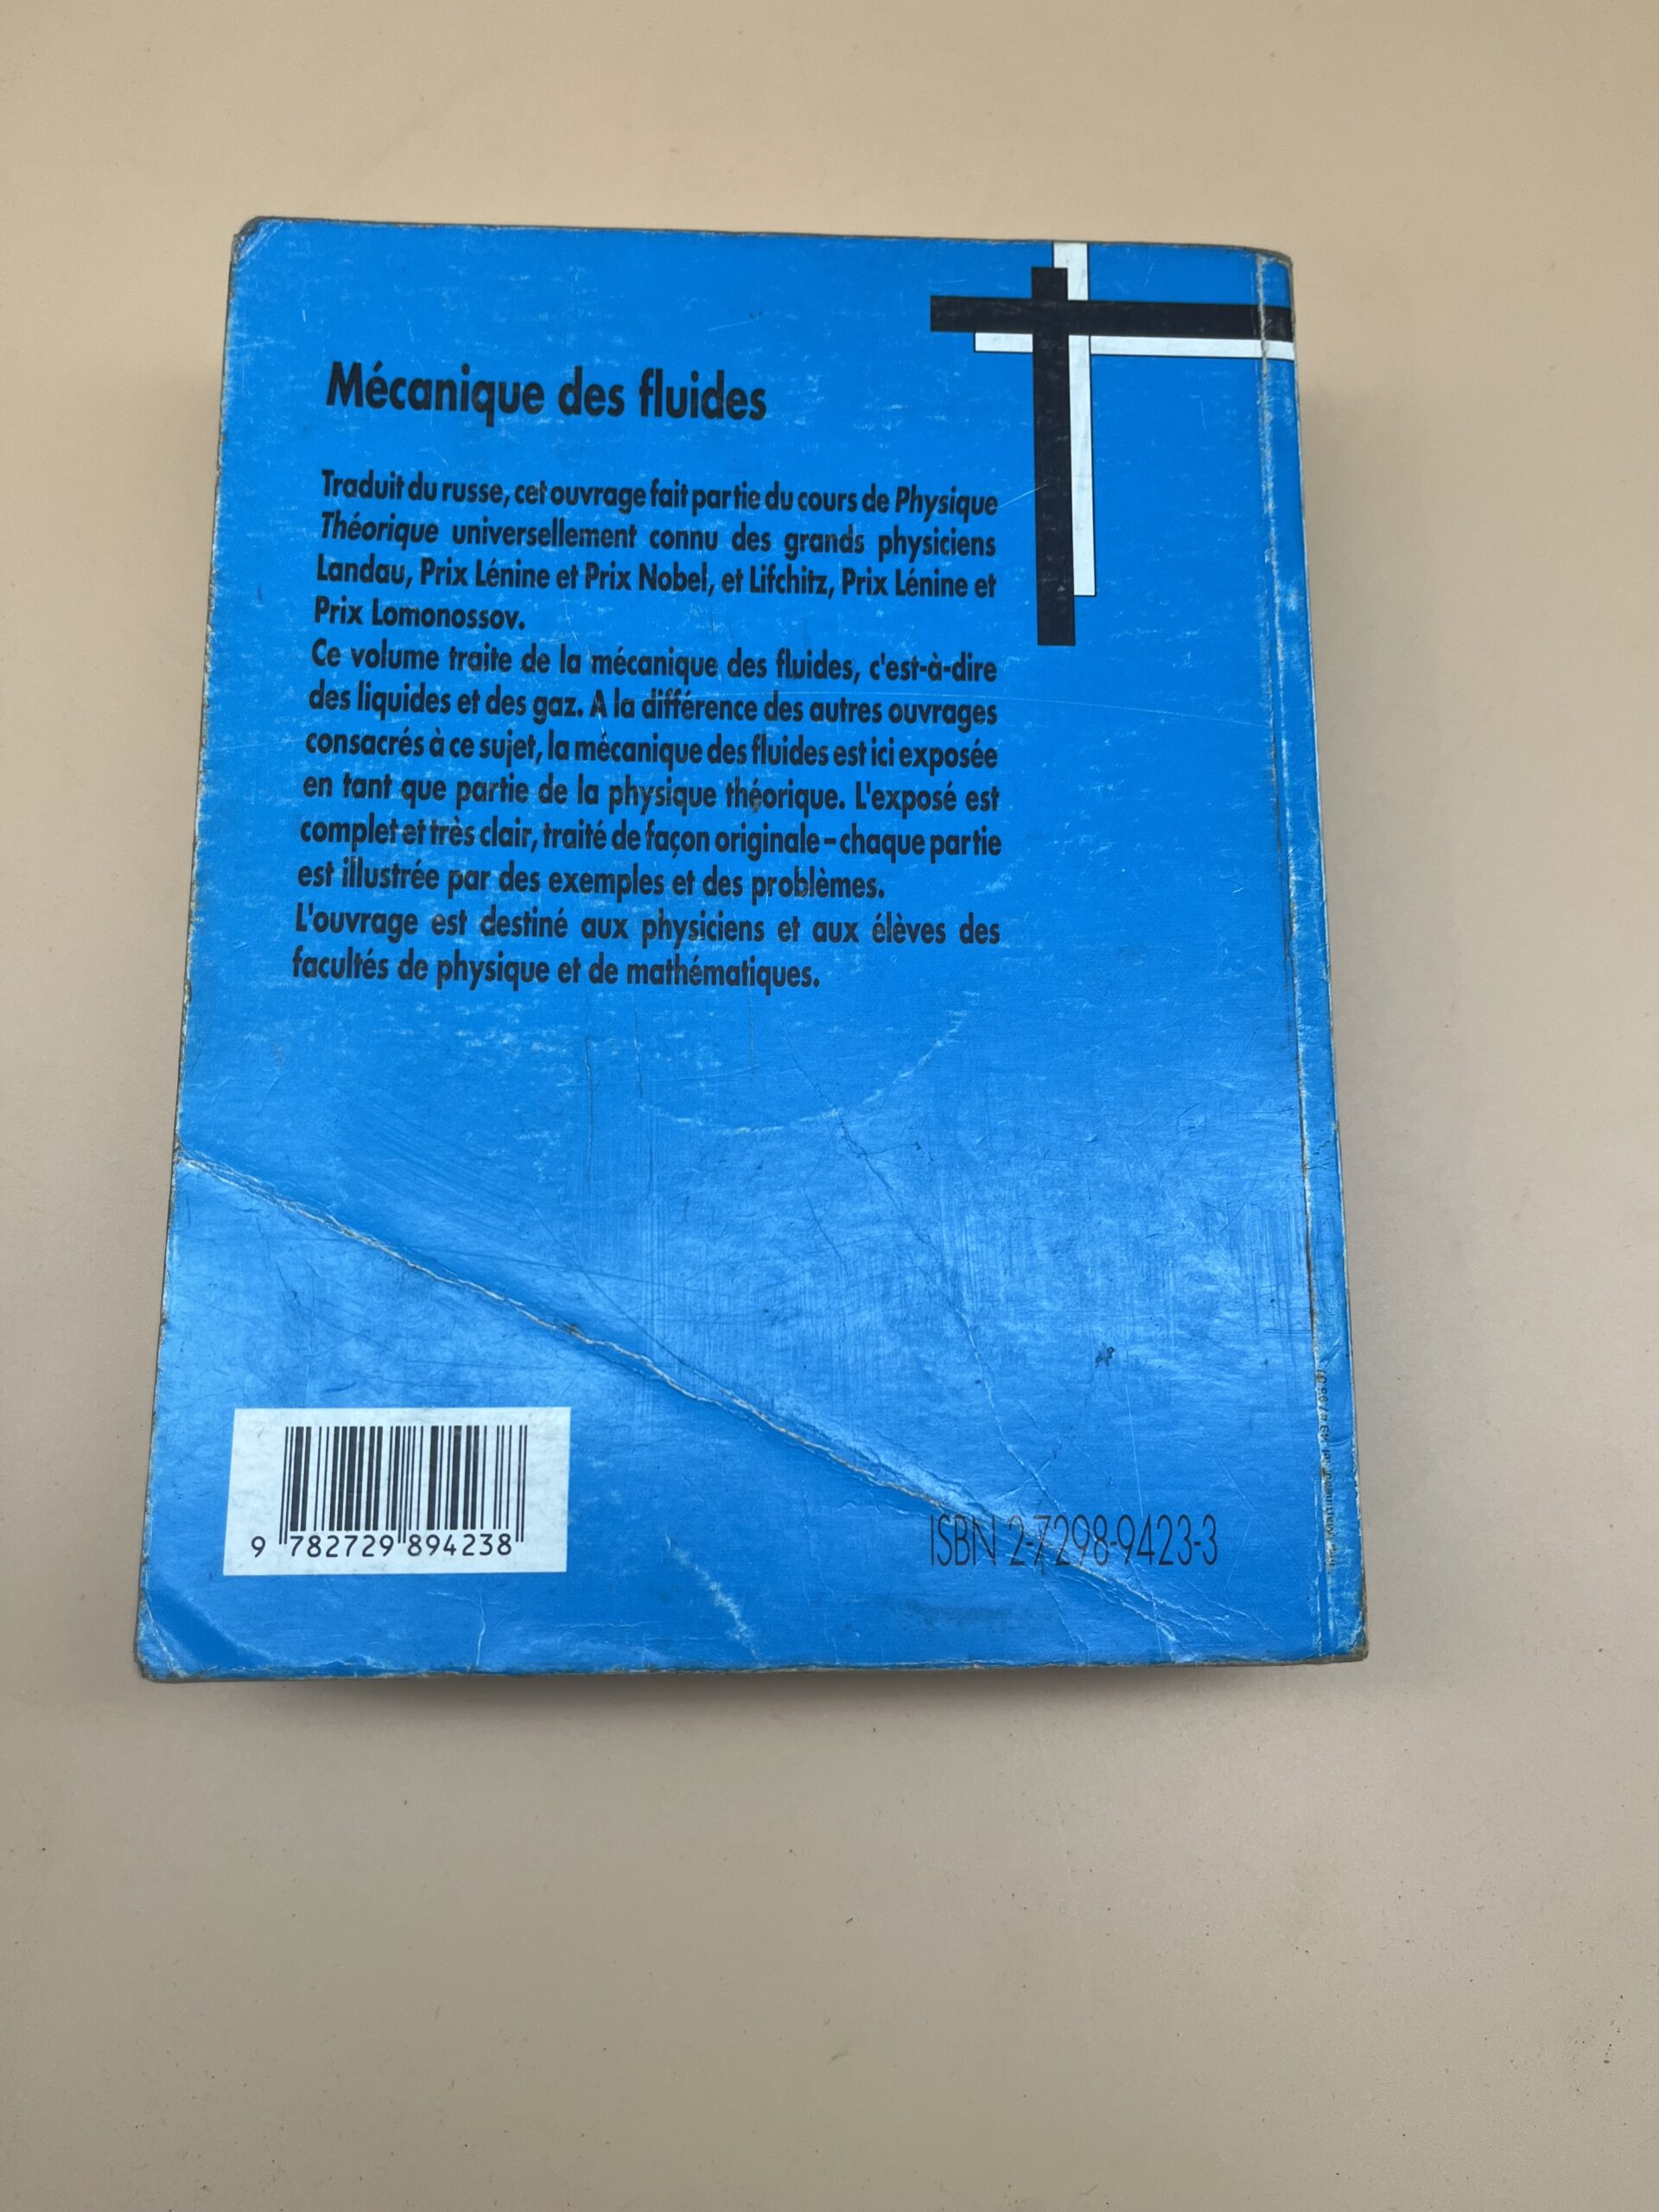 Mécanique des fluides
Traduit du russe, cet ouvrage fait partie du cours de Physique
Théorique universellement connu des grands physiciens
Landau, Prix Lénine et Prix Nobel, et Lifchitz, Prix Lénine et
Prix Lomonossov.
Ce volume traite de la mécanique des fluides, c'est-à-dire
des liquides et des gaz. A la différence des autres ouvrages
consacrés à ce sujet, la mécanique des fluides est ici exposée
en tant que partie de la physique théorique. L'exposé est
complet et très clair, traité de façon originale – chaque partie
est illustrée par des exemples et des problèmes.
L'ouvrage est destiné aux physiciens et aux élèves des
facultés de physique et de mathématiques.
9 782729 894238
ISBN 2-7298-9423-3